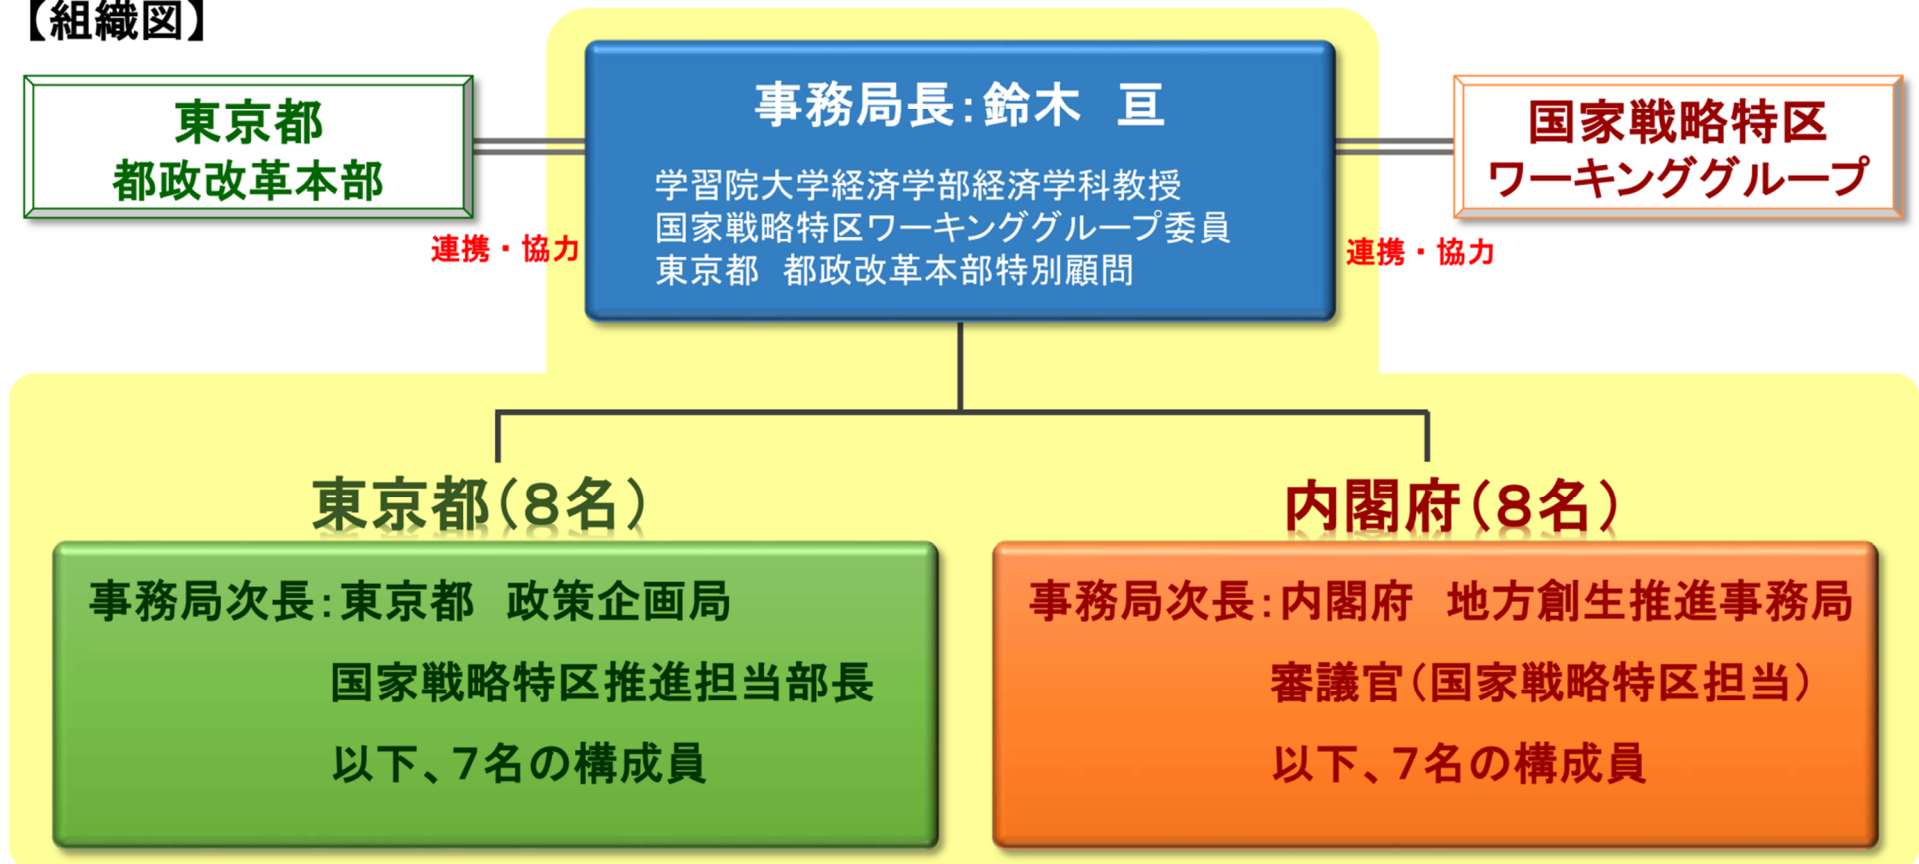 【組織図】
東京都
都政改革本部
連携・協力
事務局長：鈴木　亘
学習院大学経済学部経済学科教授
国家戦略特区ワーキンググループ委員
東京都　都政改革本部特別顧問
国家戦略特区
ワーキンググループ
連携・協力
東京都（８名）
事務局次長：東京都　政策企画局
国家戦略特区推進担当部長
以下、７名の構成員
内閣府（８名）
事務局次長：内閣府　地方創生推進事務局
審議官（国家戦略特区担当）
以下、７名の構成員